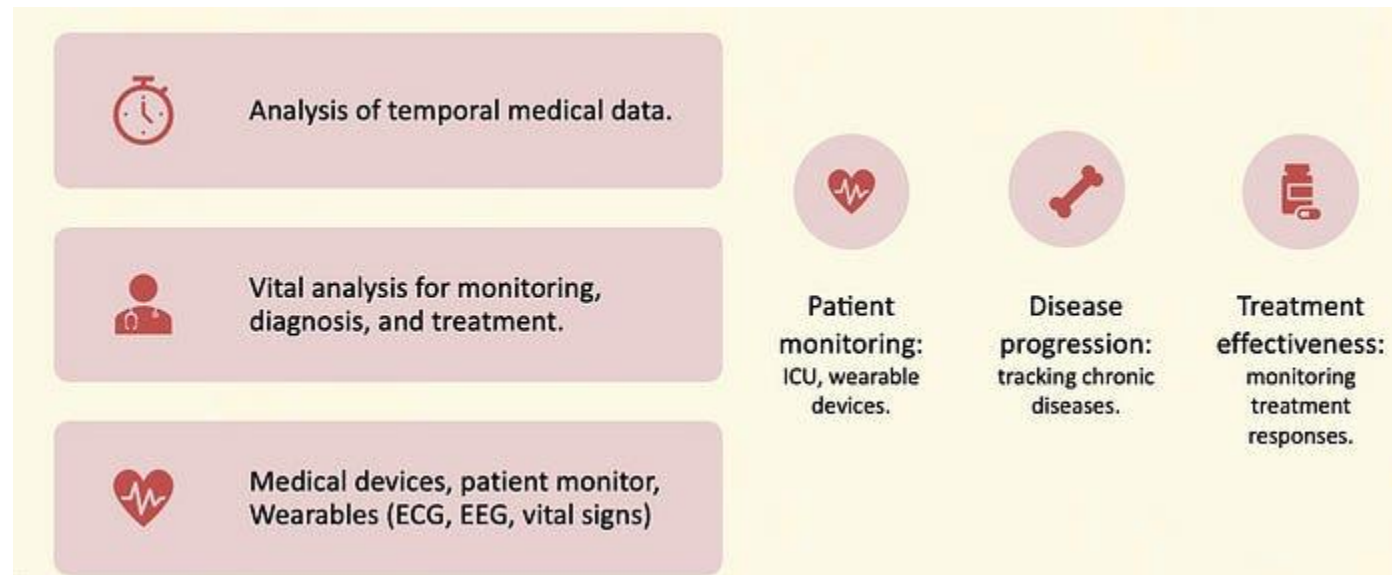 Analysis of temporal medical data.
Vital analysis for monitoring,
diagnosis, and treatment.
Medical devices, patient monitor,
Wearables (ECG, EEG, vital signs)
Patient
monitoring:
ICU, wearable
devices.
Disease
progression:
tracking chronic
diseases.
Treatment
effectiveness:
monitoring
treatment
responses.